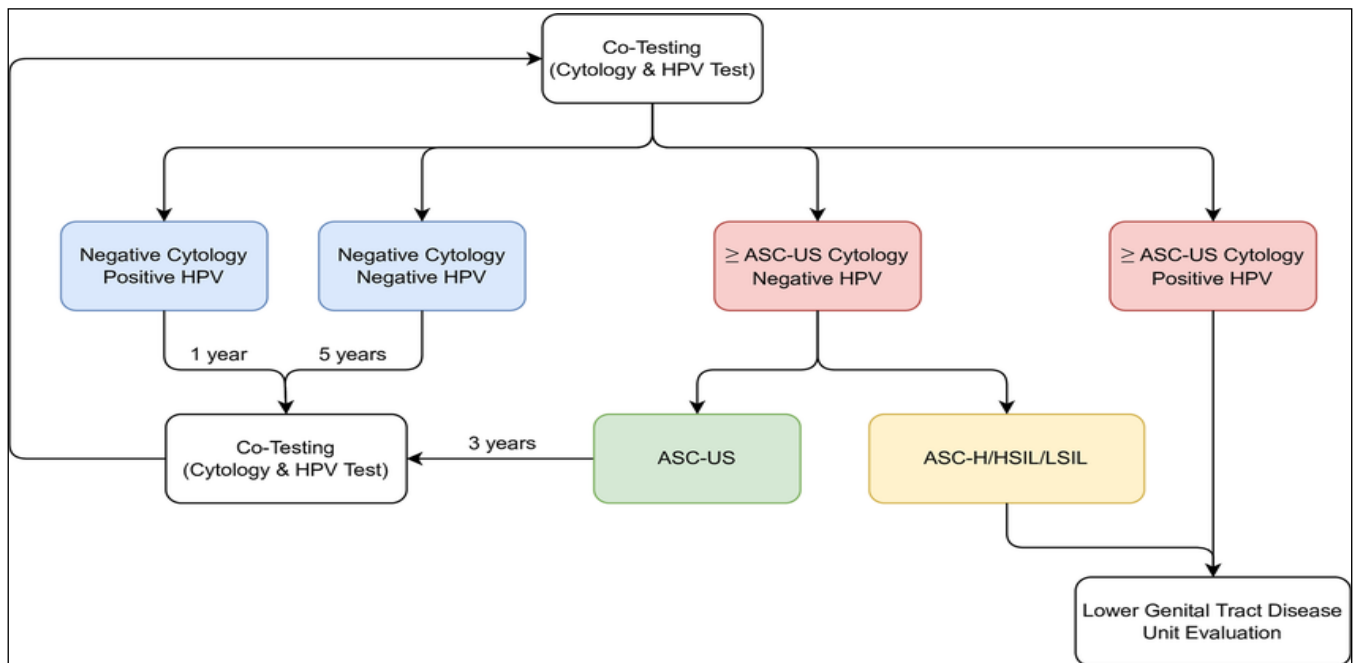 Co-Testing
(Cytology & HPV Test)
Negative Cytology
Positive HPV
Negative Cytology
Negative HPV
≥ ASC-US Cytology
Negative HPV
≥ ASC-US Cytology
Positive HPV
1 year
5 years
Co-Testing
(Cytology & HPV Test)
3 years
ASC-US
ASC-H/HSIL/LSIL
Lower Genital Tract Disease
Unit Evaluation